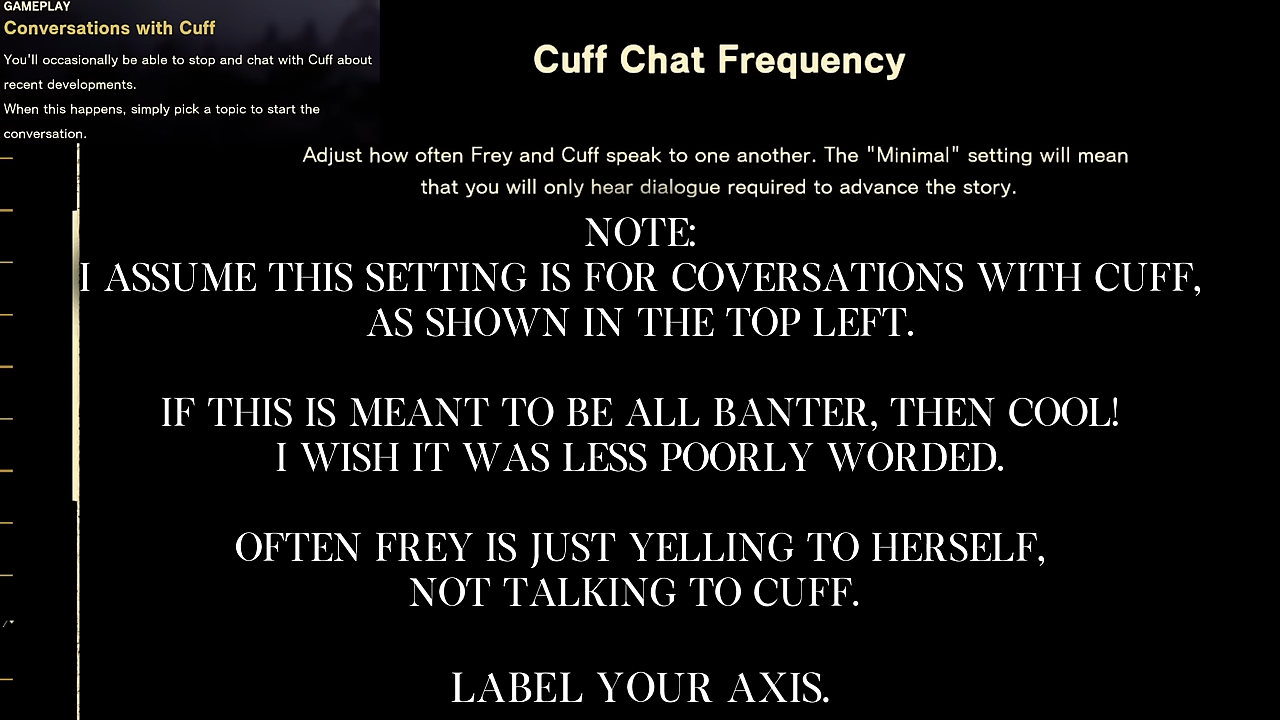 GAMEPLAY
Conversations with Cuff
You'll occasionally be able to stop and chat with Cuff about
recent developments.
When this happens, simply pick a topic to start the
conversation.
Cuff Chat Frequency
Adjust how often Frey and Cuff speak to one another. The "Minimal" setting will mean
that you will only hear dialogue required to advance the story.
NOTE:
I ASSUME THIS SETTING IS FOR COVERSATIONS WITH CUFF,
AS SHOWN IN THE TOP LEFT.
IF THIS IS MEANT TO BE ALL BANTER, THEN COOL!
I WISH IT WAS LESS POORLY WORDED.
OFTEN FREY IS JUST YELLING TO HERSELF,
NOT TALKING TO CUFF.
LABEL YOUR AXIS.